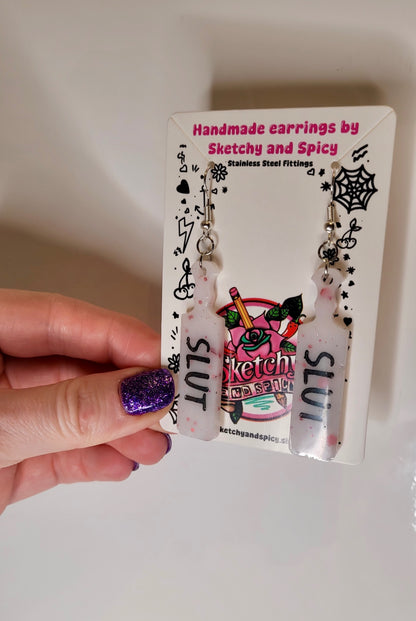 Handmade earrings by
Sketchy and Spicy
Stainless Steel Fittings
SLUT
SLUT
Sketchy
AND SPICY